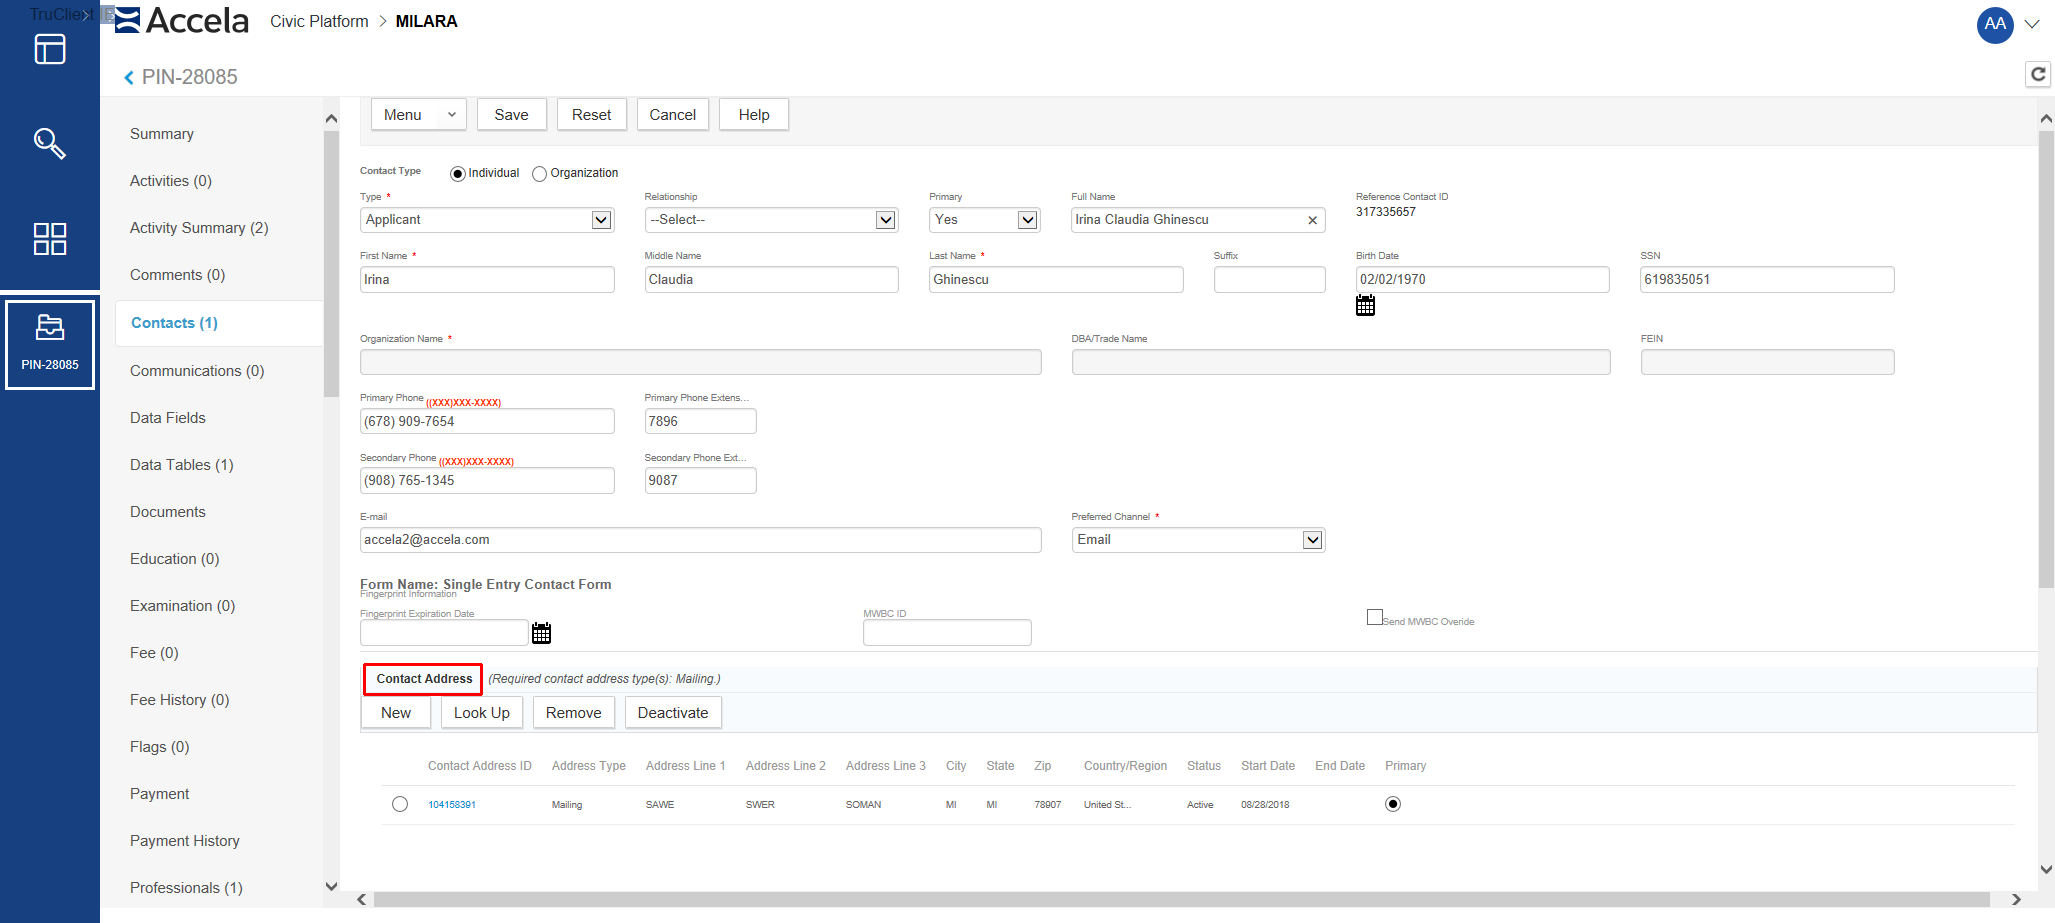 TruClient
Accela Civic Platform > MILARA AA
PIN-28085
Menu Save Reset Cancel Help
Summary
Activities (0)
Activity Summary (2)
Comments (0)
Contacts (1)
Communications (0)
Data Fields
Data Tables (1)
Documents
Education (0)
Examination (0)
Fee (0)
Fee History (0)
Flags (0)
Payment
Payment History
Professionals (1)
PIN-28085
Contact Type Individual Organization
Type * Relationship Primary Full Name Reference Contact ID
Applicant --Select-- Yes Irina Claudia Ghinescu 317335657
First Name * Middle Name Last Name * Suffix Birth Date SSN
Irina Claudia Ghinescu 02/02/1970 619835051
Organization Name * DBA/Trade Name FEIN
Primary Phone ((XXX)XXX-XXXX) Primary Phone Extens...
(678) 909-7654 7896
Secondary Phone ((XXX)XXX-XXXX) Secondary Phone Ext...
(908) 765-1345 9087
E-mail Preferred Channel *
accela2@accela.com Email
Form Name: Single Entry Contact Form
Fingerprint Information
Fingerprint Expiration Date MWBC ID Send MWBC Overide
Contact Address (Required contact address type(s): Mailing.)
New Look Up Remove Deactivate
Contact Address ID Address Type Address Line 1 Address Line 2 Address Line 3 City State Zip Country/Region Status Start Date End Date Primary
104158391 Mailing SAWE SWER SOMAN MI MI 78907 United St... Active 08/28/2018